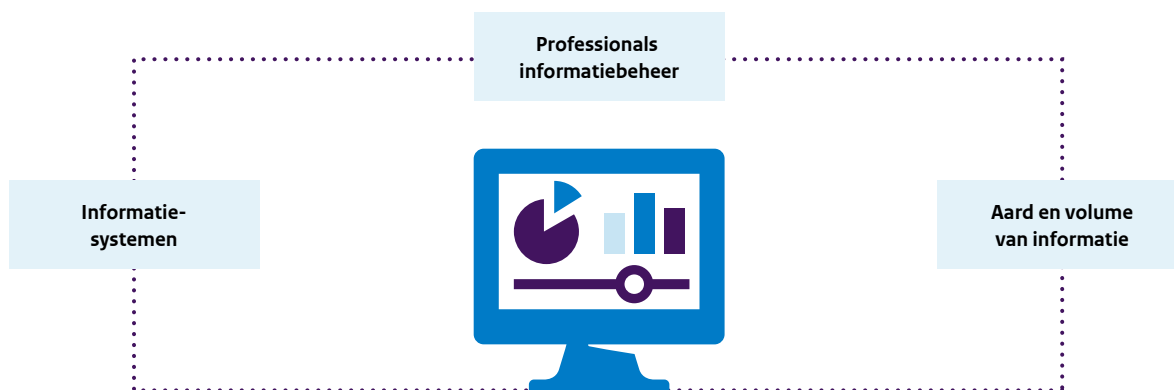 Professionals
informatiebeheer
Informatie-
systemen
Aard en volume
van informatie